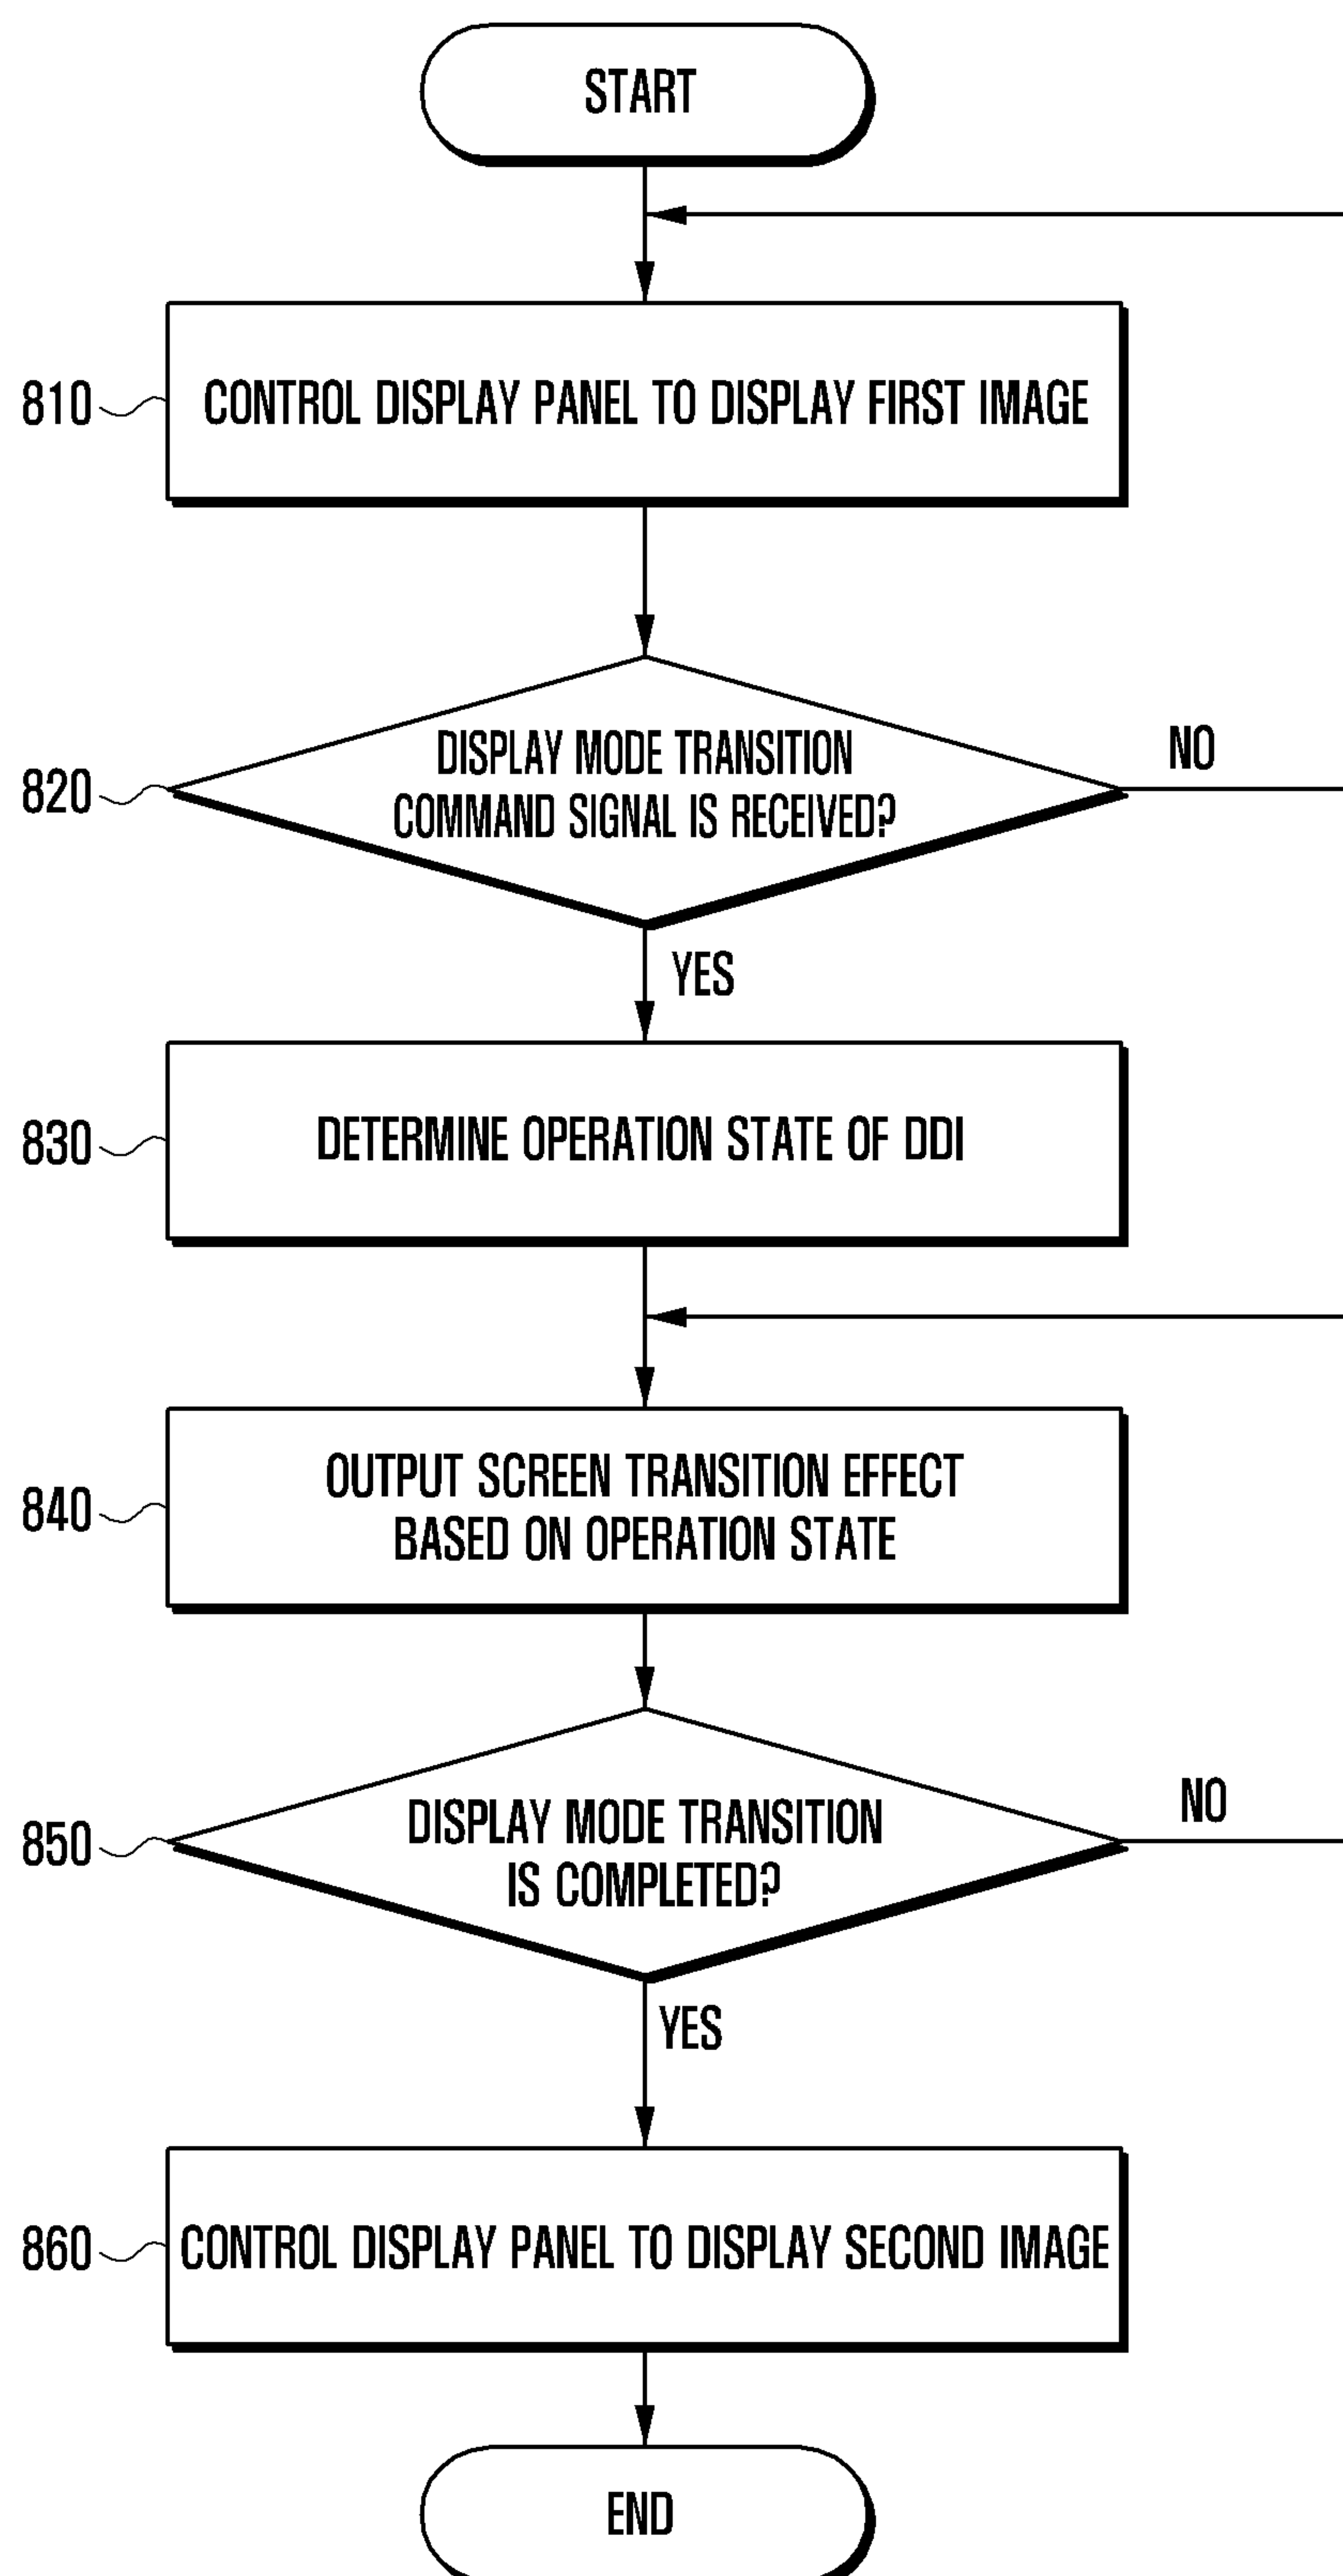 START
810
CONTROL DISPLAY PANEL TO DISPLAY FIRST IMAGE
820
DISPLAY MODE TRANSITION
COMMAND SIGNAL IS RECEIVED?
NO
YES
830
DETERMINE OPERATION STATE OF DDI
840
OUTPUT SCREEN TRANSITION EFFECT
BASED ON OPERATION STATE
850
DISPLAY MODE TRANSITION
IS COMPLETED?
NO
YES
860
CONTROL DISPLAY PANEL TO DISPLAY SECOND IMAGE
END